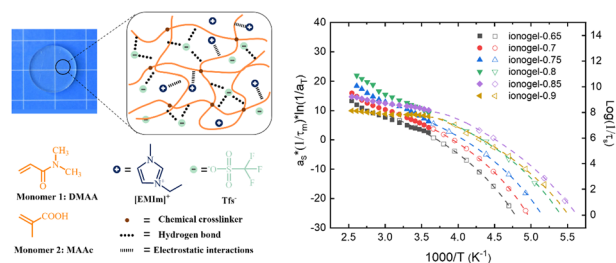 N
CH₃
CH₃
O
Monomer 1: DMAA
COOH
Monomer 2: MAAc
+
=
N
N⁺
[EMIm]⁺
−
=
⁻O
O
S
O
F
F
F
Tfs⁻
= Chemical crosslinker
= Hydrogen bond
= Electrostatic interactions
ionogel-0.65
ionogel-0.7
ionogel-0.75
ionogel-0.8
ionogel-0.85
ionogel-0.9
40
30
20
10
0
-10
-20
-30
14
12
10
8
6
4
2
0
2.5
3.0
3.5
4.0
4.5
5.0
5.5
1000/T (K⁻¹)